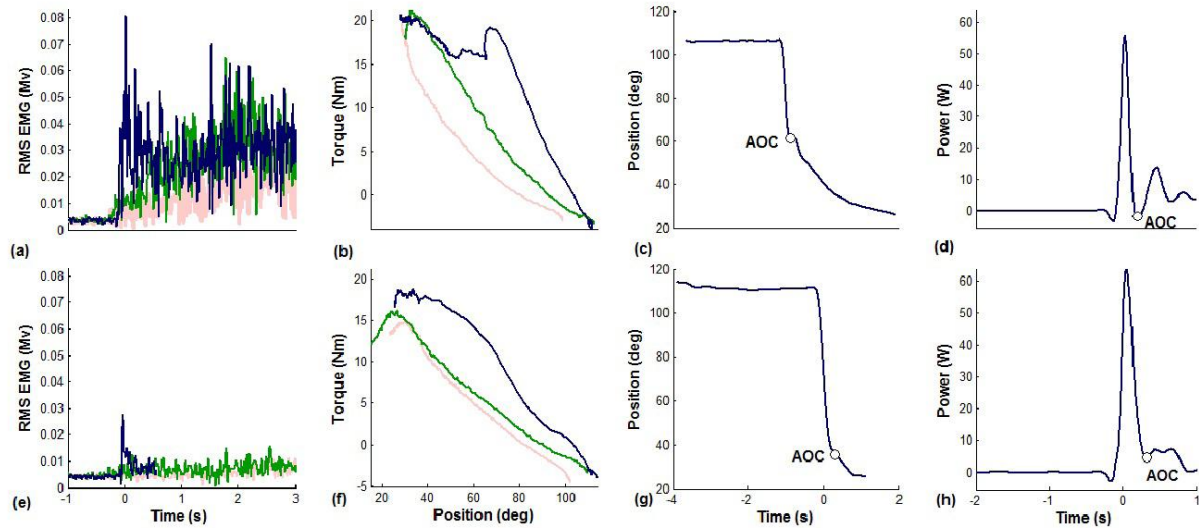 RMS EMG (Mv)
0.08
0.07
0.06
0.05
0.04
0.03
0.02
0.01
0
(a)
Torque (Nm)
20
15
10
5
0
(b)
Position (deg)
120
100
80
60
40
20
AOC
(c)
Power (W)
60
50
40
30
20
10
0
AOC
(d)
RMS EMG (Mv)
0.08
0.07
0.06
0.05
0.04
0.03
0.02
0.01
0
(e)
-1 0 1 2 3
Time (s)
Torque (Nm)
20
15
10
5
0
-5
(f)
20 40 60 80 100
Position (deg)
Position (deg)
120
100
80
60
40
20
AOC
(g)
-4 -2 0 2
Time (s)
Power (W)
60
50
40
30
20
10
0
AOC
(h)
-2 -1 0 1
Time (s)